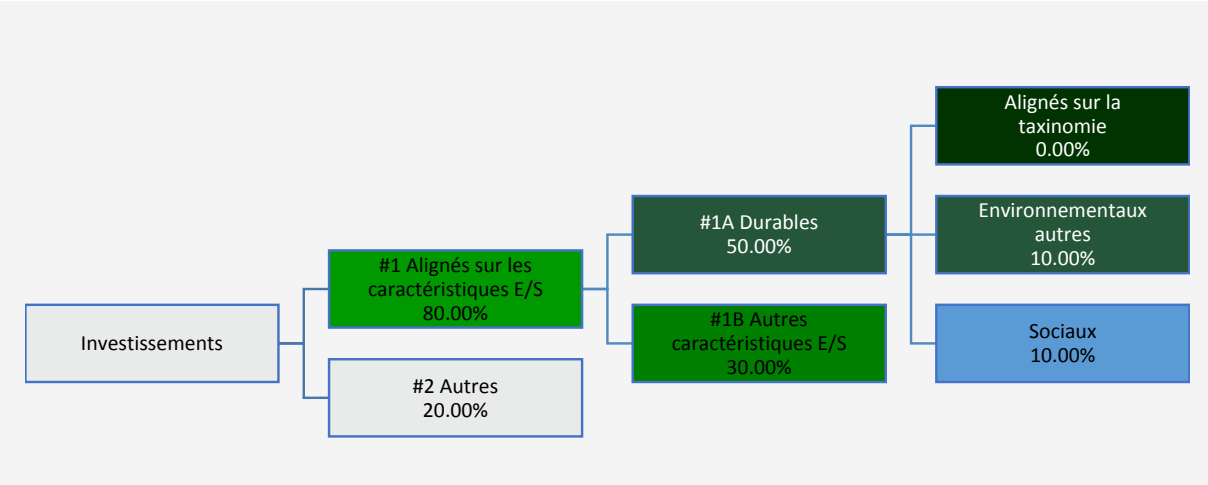 Investissements
#1 Alignés sur les
caractéristiques E/S
80.00%
#2 Autres
20.00%
#1A Durables
50.00%
#1B Autres
caractéristiques E/S
30.00%
Alignés sur la
taxinomie
0.00%
Environnementaux
autres
10.00%
Sociaux
10.00%